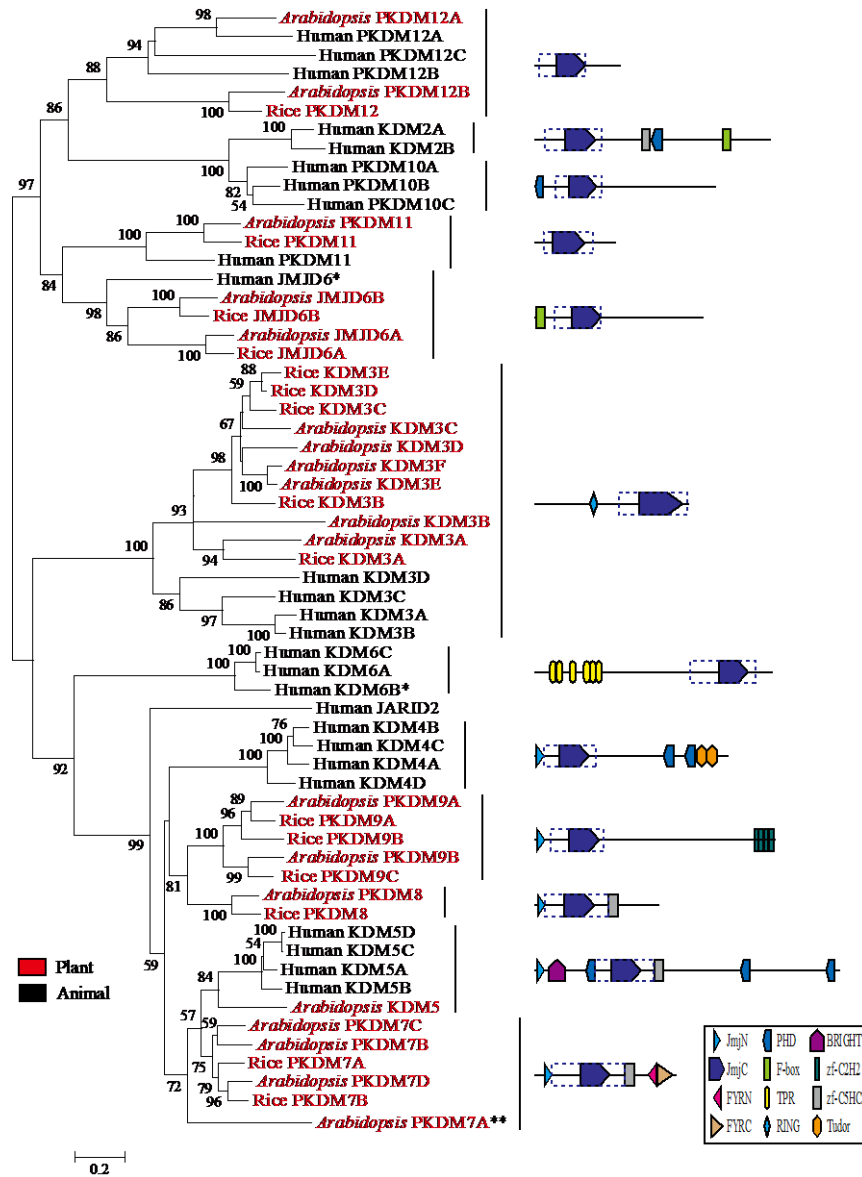 98
Arabidopsis PKDM12A
Human PKDM12A
94
Human PKDM12C
88
Human PKDM12B
Arabidopsis PKDM12B
86
100
Rice PKDM12
100
Human KDM2A
Human KDM2B
100
Human PKDM10A
97
82
Human PKDM10B
54
Human PKDM10C
100
Arabidopsis PKDM11
100
Rice PKDM11
Human PKDM11
84
Human JMJD6*
100
Arabidopsis JMJD6B
98
Rice JMJD6B
86
Arabidopsis JMJD6A
100
Rice JMJD6A
88
Rice KDM3E
59
Rice KDM3D
Rice KDM3C
67
Arabidopsis KDM3C
Arabidopsis KDM3D
98
Arabidopsis KDM3F
100
Arabidopsis KDM3E
Rice KDM3B
93
Arabidopsis KDM3B
100
Arabidopsis KDM3A
94
Rice KDM3A
Human KDM3D
86
Human KDM3C
97
Human KDM3A
100
Human KDM3B
100
Human KDM6C
100
Human KDM6A
Human KDM6B*
Human JARID2
76
Human KDM4B
100
Human KDM4C
92
100
Human KDM4A
Human KDM4D
89
Arabidopsis PKDM9A
96
Rice PKDM9A
100
Rice PKDM9B
99
Arabidopsis PKDM9B
99
Rice PKDM9C
81
Arabidopsis PKDM8
100
Rice PKDM8
100
Human KDM5D
54
Human KDM5C
100
Human KDM5A
84
Human KDM5B
59
Arabidopsis KDM5
57
59
Arabidopsis PKDM7C
Arabidopsis PKDM7B
75
Rice PKDM7A
72
79
Arabidopsis PKDM7D
96
Rice PKDM7B
Arabidopsis PKDM7A**
Plant
Animal
0.2
JmjN PHD BRIGHT
JmjC F-box zf-C2H2
FYRN TPR zf-C5HC
FYRC RING Tudor